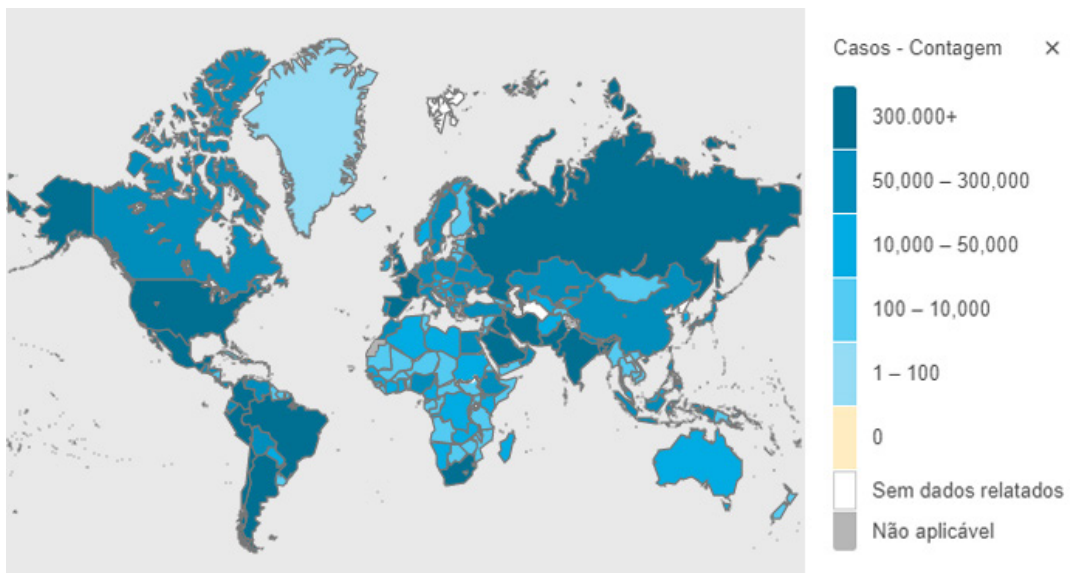 Casos - Contagem ×
300.000+
50,000 – 300,000
10,000 – 50,000
100 – 10,000
1 – 100
0
Sem dados relatados
Não aplicável